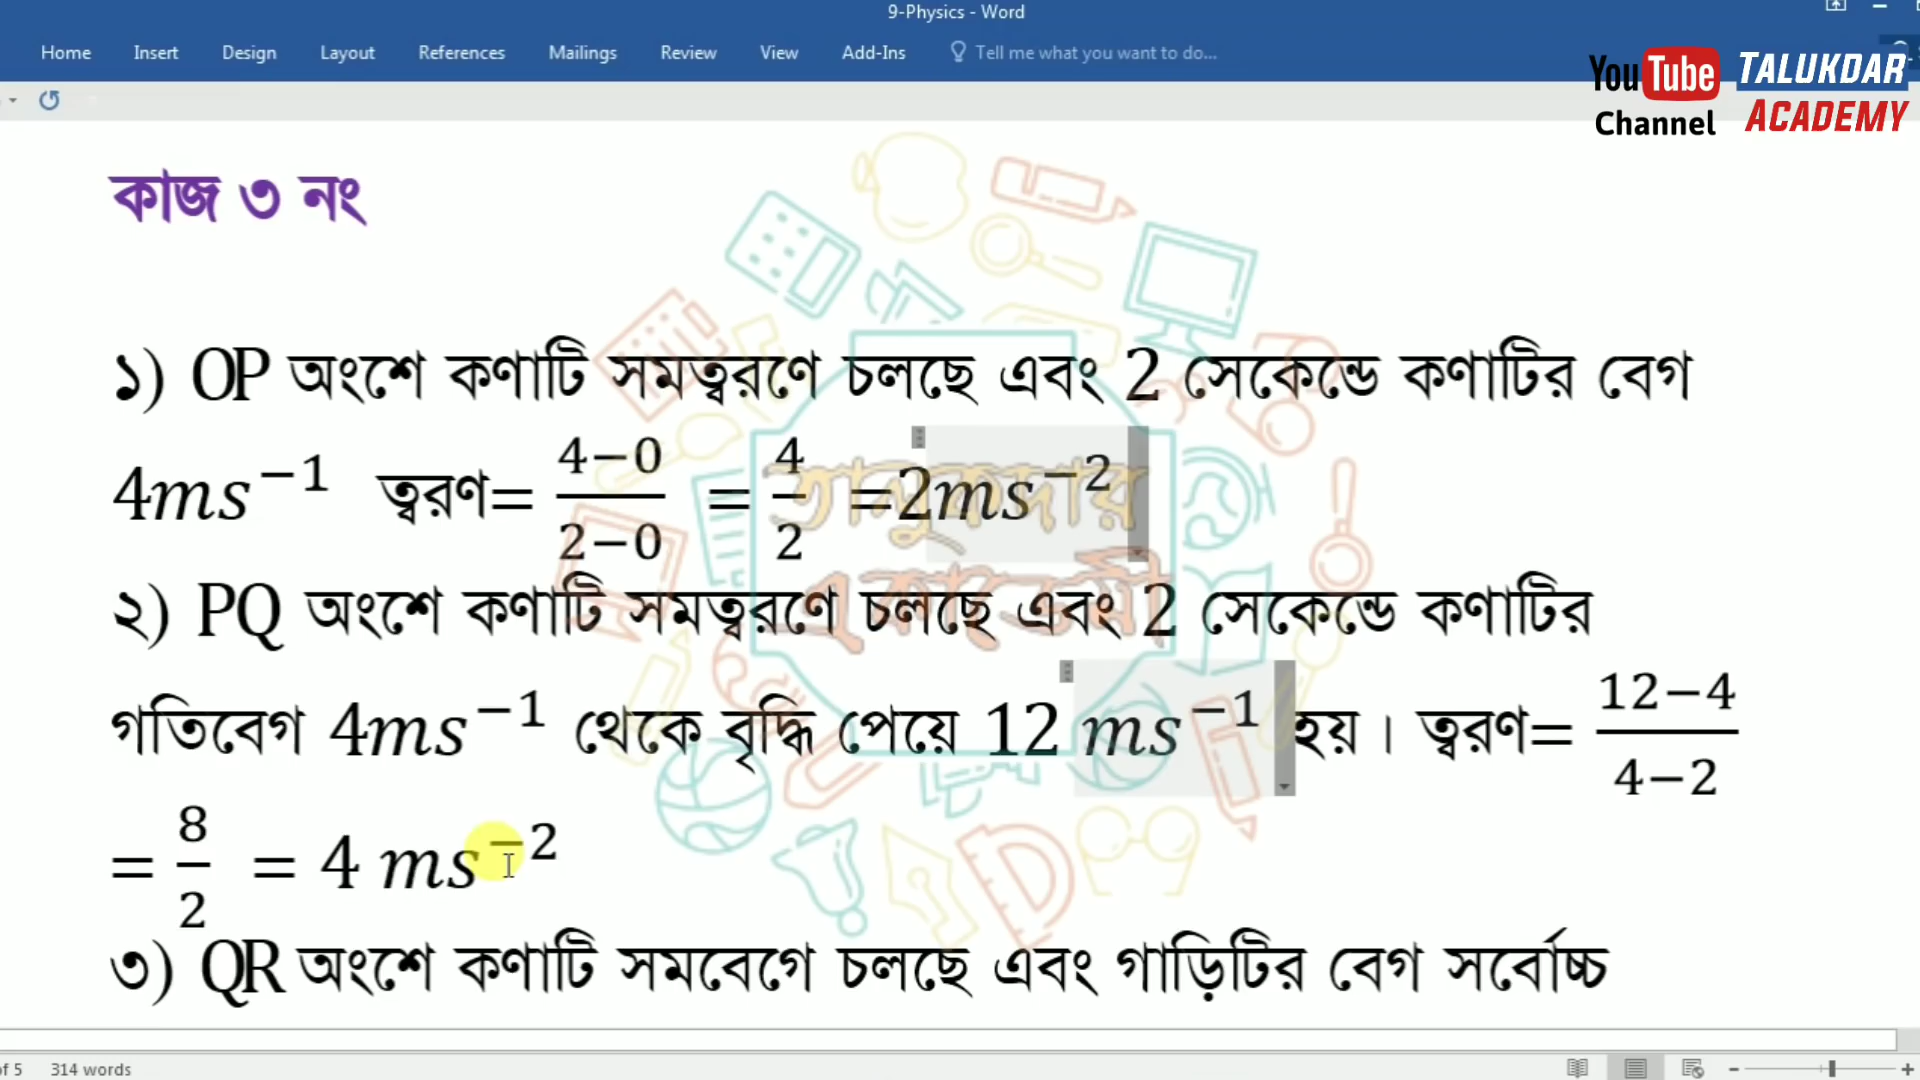 9-Physics - Word
Home Insert Design Layout References Mailings Review View Add-Ins Tell me what you want to do...
YouTube Channel TALUKDAR ACADEMY
কাজ ৩ নং
১) OP অংশে কণাটি সমত্বরণে চলছে এবং 2 সেকেন্ডে কণাটির বেগ
4ms⁻¹ ত্বরণ= (4−0)/(2−0) = 4/2 =2ms⁻²
তালুকদার
একাডেমী
২) PQ অংশে কণাটি সমত্বরণে চলছে এবং 2 সেকেন্ডে কণাটির
গতিবেগ 4ms⁻¹ থেকে বৃদ্ধি পেয়ে 12 ms⁻¹ হয়। ত্বরণ= (12−4)/(4−2)
= 8/2 = 4 ms⁻²
৩) QR অংশে কণাটি সমবেগে চলছে এবং গাড়িটির বেগ সর্বোচ্চ
of 5 314 words